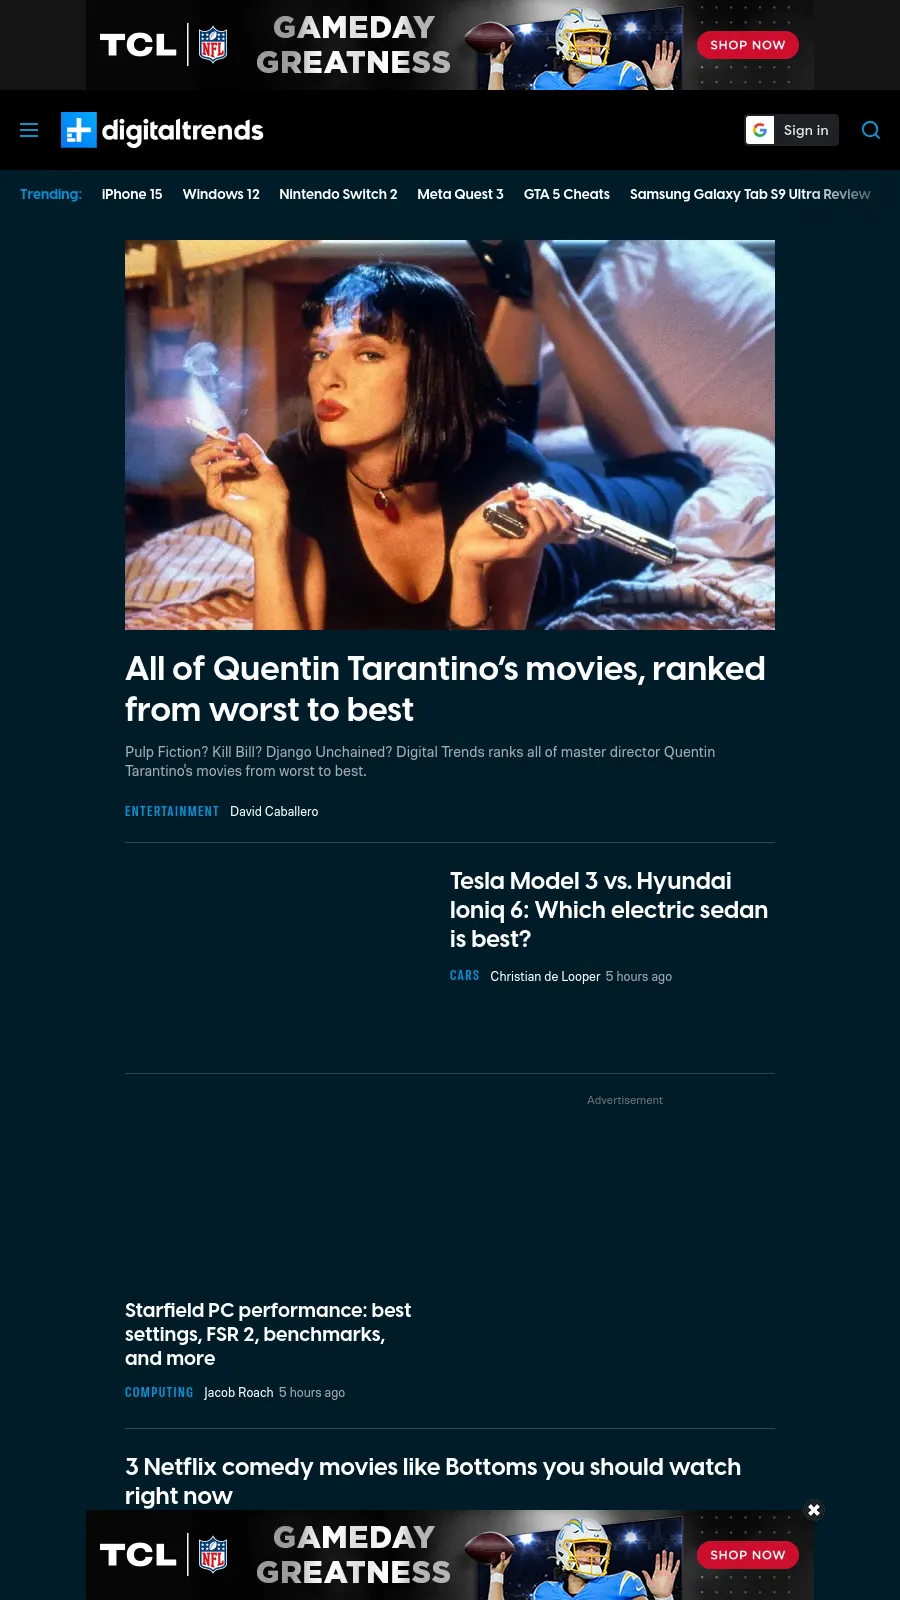 TCL NFL GAMEDAY GREATNESS SHOP NOW
digitaltrends
Sign in
Trending: iPhone 15 Windows 12 Nintendo Switch 2 Meta Quest 3 GTA 5 Cheats Samsung Galaxy Tab S9 Ultra Review
All of Quentin Tarantino’s movies, ranked
from worst to best
Pulp Fiction? Kill Bill? Django Unchained? Digital Trends ranks all of master director Quentin
Tarantino's movies from worst to best.
ENTERTAINMENT David Caballero
Tesla Model 3 vs. Hyundai
Ioniq 6: Which electric sedan
is best?
CARS Christian de Looper 5 hours ago
Advertisement
Starfield PC performance: best
settings, FSR 2, benchmarks,
and more
COMPUTING Jacob Roach 5 hours ago
3 Netflix comedy movies like Bottoms you should watch
right now
TCL NFL GAMEDAY GREATNESS SHOP NOW